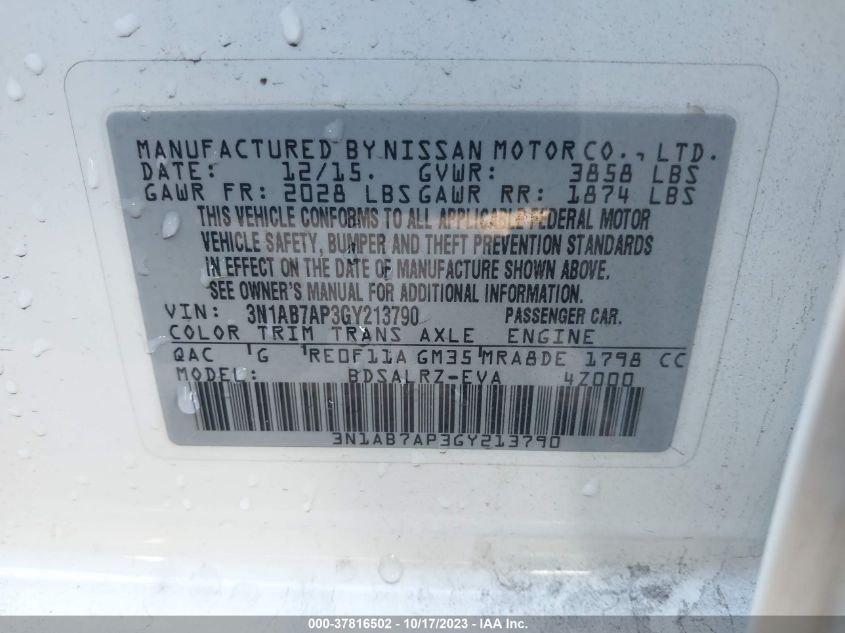 MANUFACTURED BY NISSAN MOTOR CO., LTD.
DATE: 12/15. GVWR: 3858 LBS
GAWR FR: 2028 LBS GAWR RR: 1874 LBS
THIS VEHICLE CONFORMS TO ALL APPLICABLE FEDERAL MOTOR
VEHICLE SAFETY, BUMPER AND THEFT PREVENTION STANDARDS
IN EFFECT ON THE DATE OF MANUFACTURE SHOWN ABOVE.
SEE OWNER'S MANUAL FOR ADDITIONAL INFORMATION.
VIN: 3N1AB7AP3GY213790 PASSENGER CAR.
COLOR TRIM TRANS AXLE ENGINE
QAC G RE0F11A GM35 MRA8DE 1798 CC
MODEL: BDSALRZ-EVA 4Z000
3N1AB7AP3GY213790
000-37816502 - 10/17/2023 - IAA Inc.